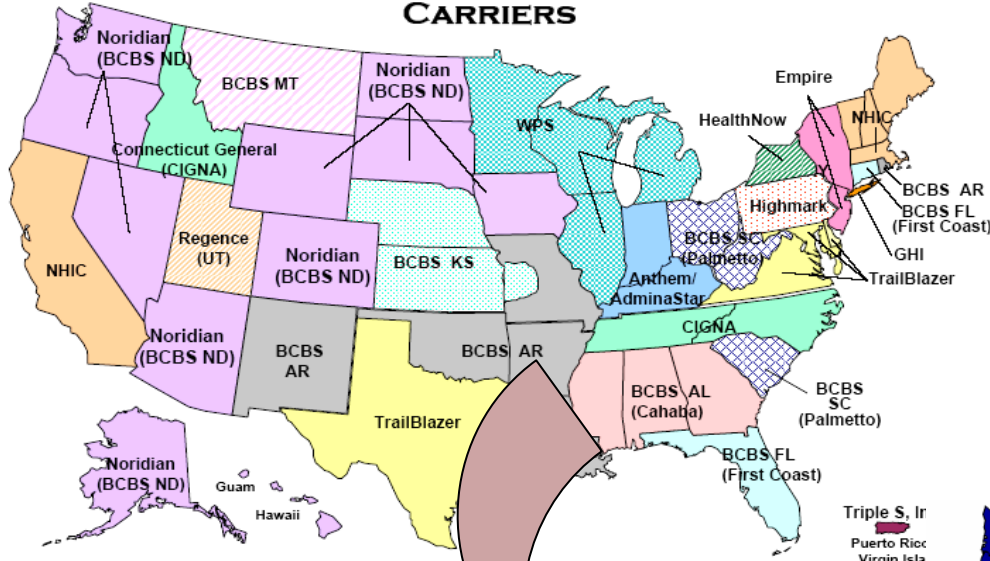 CARRIERS
Noridian
(BCBS ND)
BCBS MT
Noridian
(BCBS ND)
WPS
Empire
HealthNow
NHIC
Connecticut General
(CIGNA)
BCBS AR
BCBS FL
(First Coast)
Highmark
GHI
TrailBlazer
Regence
(UT)
Noridian
(BCBS ND)
BCBS KS
BCBS SC
(Palmetto)
Anthem/
AdminaStar
NHIC
CIGNA
Noridian
(BCBS ND)
BCBS
AR
BCBS AR
BCBS AL
(Cahaba)
BCBS
SC
(Palmetto)
TrailBlazer
BCBS FL
(First Coast)
Noridian
(BCBS ND)
Guam
Hawaii
Triple S,
Puerto
Virgin